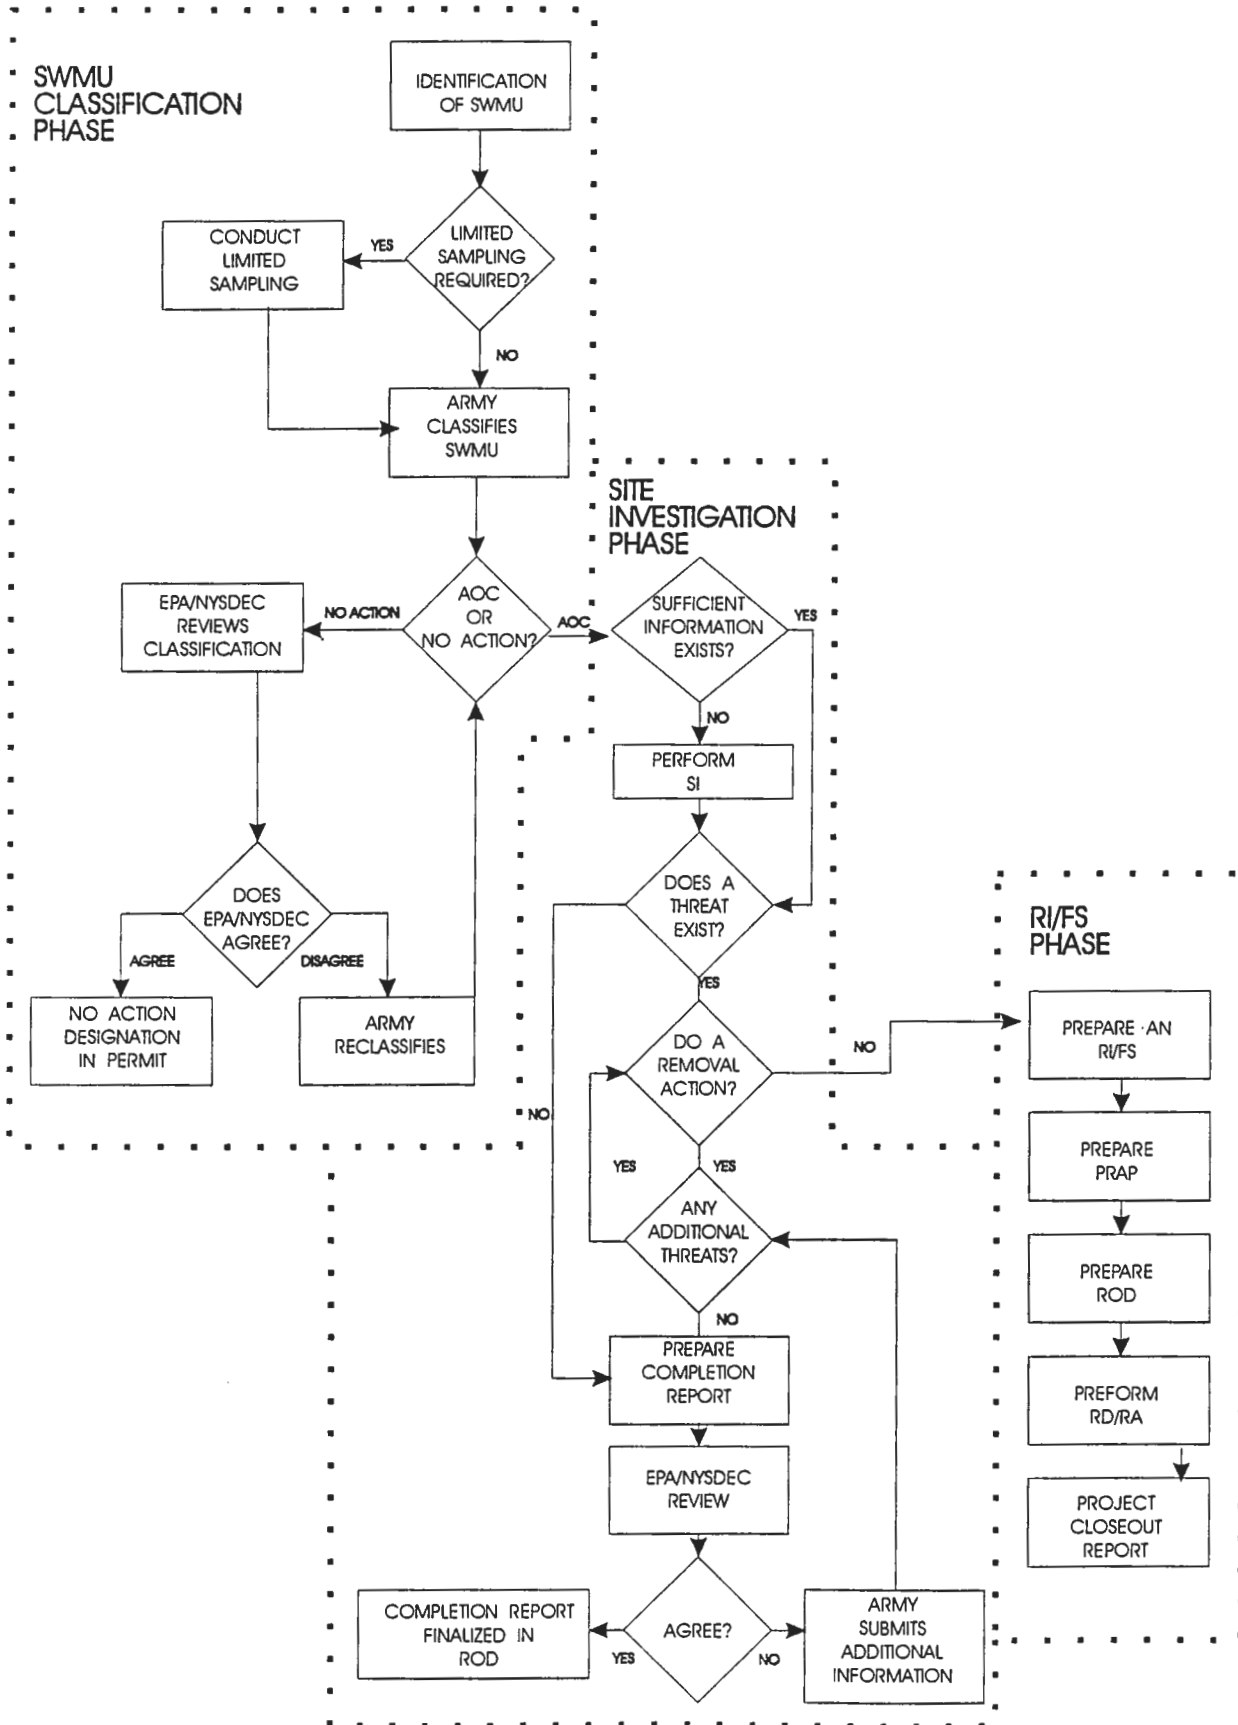 SWMU
CLASSIFICATION
PHASE
IDENTIFICATION
OF SWMU
LIMITED
SAMPLING
REQUIRED?
YES
CONDUCT
LIMITED
SAMPLING
NO
ARMY
CLASSIFIES
SWMU
AOC
OR
NO ACTION?
NO ACTION
EPA/NYSDEC
REVIEWS
CLASSIFICATION
DOES
EPA/NYSDEC
AGREE?
AGREE
DISAGREE
NO ACTION
DESIGNATION
IN PERMIT
ARMY
RECLASSIFIES
AOC
SITE
INVESTIGATION
PHASE
SUFFICIENT
INFORMATION
EXISTS?
YES
NO
PERFORM
SI
DOES A
THREAT
EXIST?
YES
NO
DO A
REMOVAL
ACTION?
NO
YES
YES
ANY
ADDITIONAL
THREATS?
NO
PREPARE
COMPLETION
REPORT
EPA/NYSDEC
REVIEW
AGREE?
YES
NO
COMPLETION REPORT
FINALIZED IN
ROD
ARMY
SUBMITS
ADDITIONAL
INFORMATION
RI/FS
PHASE
PREPARE AN
RI/FS
PREPARE
PRAP
PREPARE
ROD
PREFORM
RD/RA
PROJECT
CLOSEOUT
REPORT